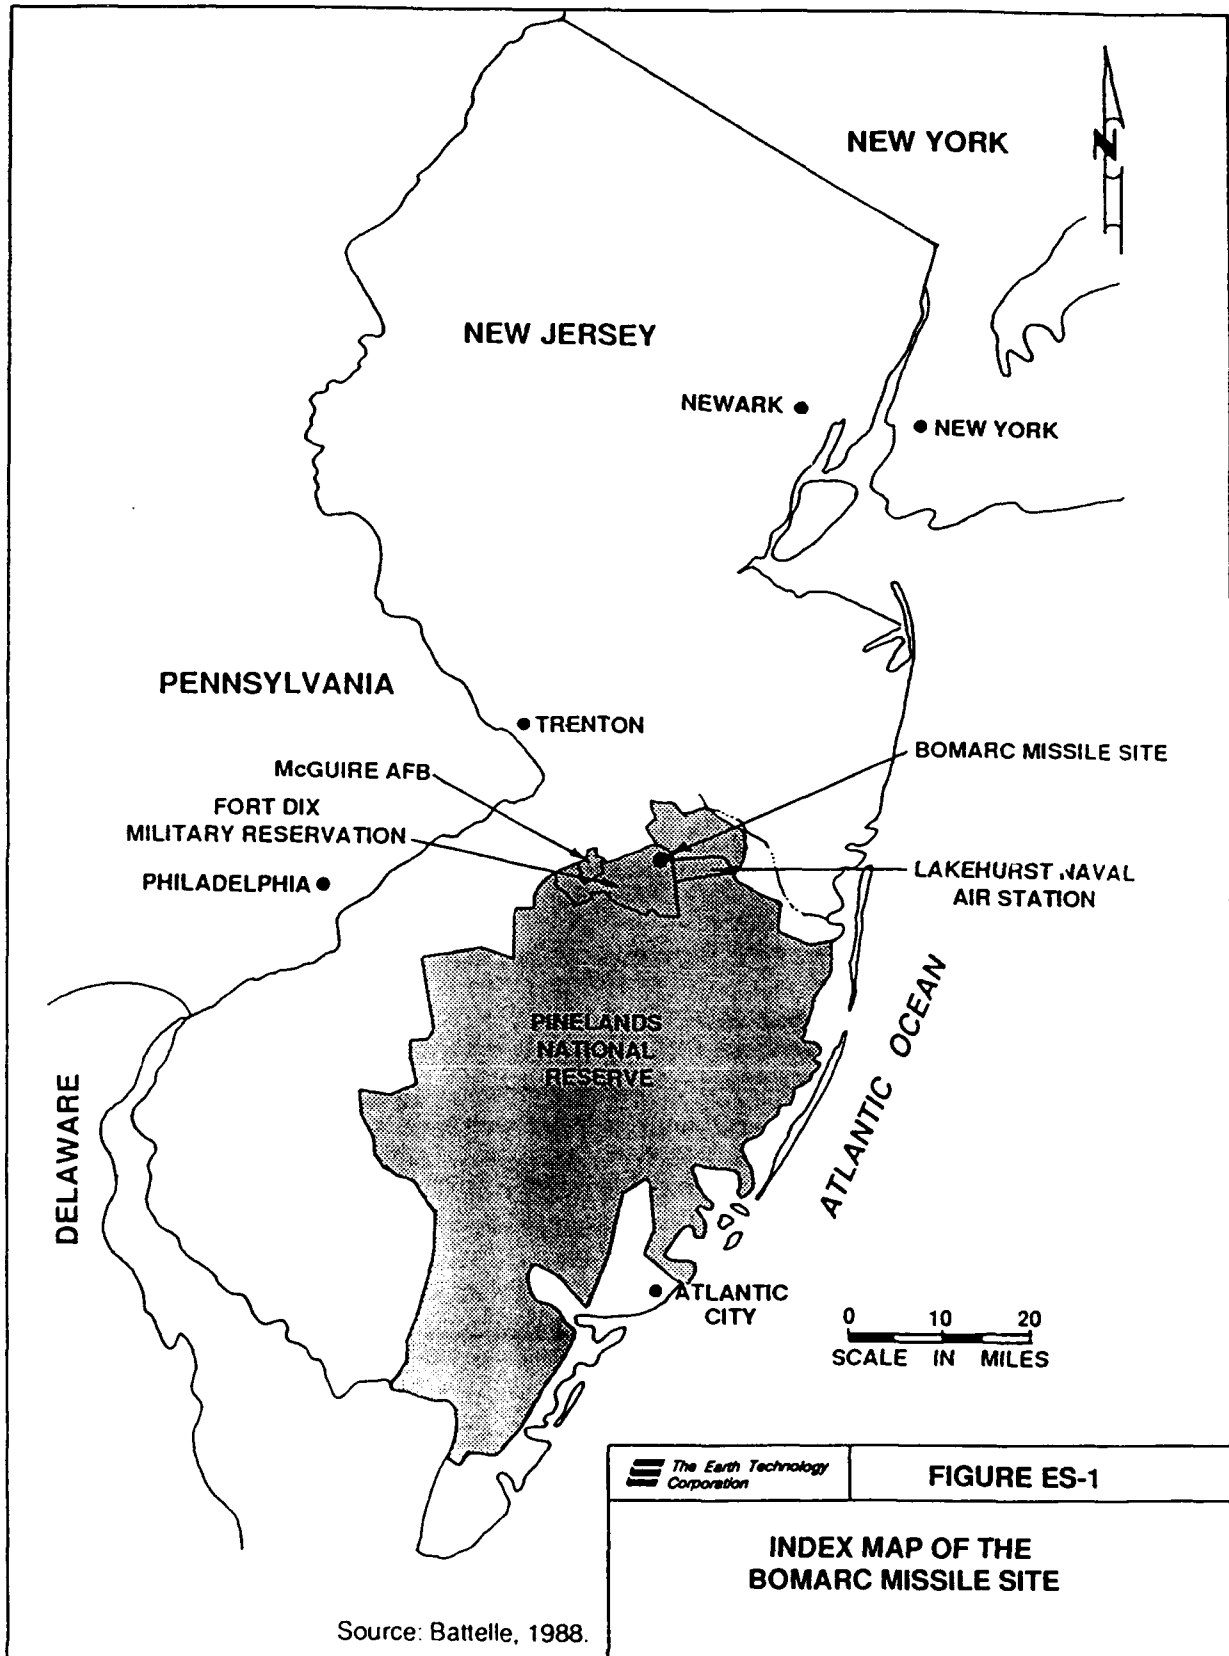 NEW YORK
N
NEW JERSEY
NEWARK
NEW YORK
PENNSYLVANIA
TRENTON
BOMARC MISSILE SITE
McGUIRE AFB
FORT DIX
MILITARY RESERVATION
PHILADELPHIA
LAKEHURST NAVAL
AIR STATION
PINELANDS
NATIONAL
RESERVE
ATLANTIC OCEAN
DELAWARE
ATLANTIC
CITY
0 10 20
SCALE IN MILES
The Earth Technology
Corporation
FIGURE ES-1
INDEX MAP OF THE
BOMARC MISSILE SITE
Source: Battelle, 1988.